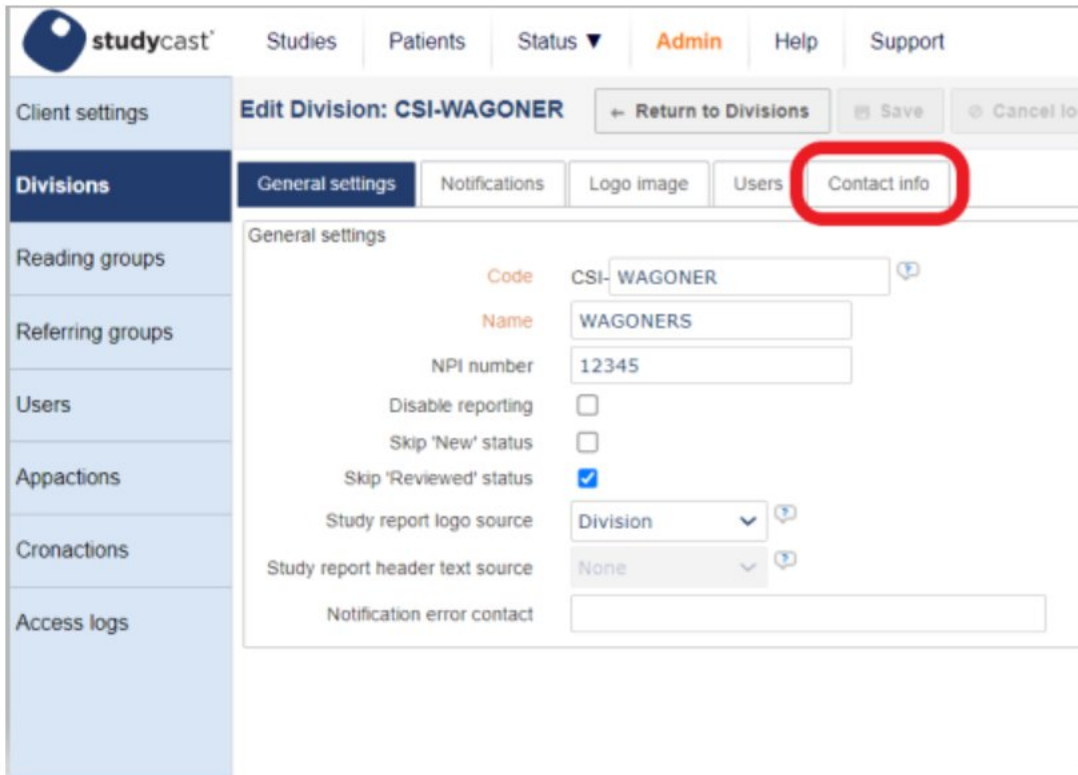 studycast Studies Patients Status ▼ Admin Help Support
Client settings
Divisions
Reading groups
Referring groups
Users
Appactions
Cronactions
Access logs
Edit Division: CSI-WAGONER ← Return to Divisions Save Cancel lo
General settings Notifications Logo image Users Contact info
General settings
Code CSI- WAGONER
Name WAGONERS
NPI number 12345
Disable reporting
Skip 'New' status
Skip 'Reviewed' status
Study report logo source Division
Study report header text source None
Notification error contact